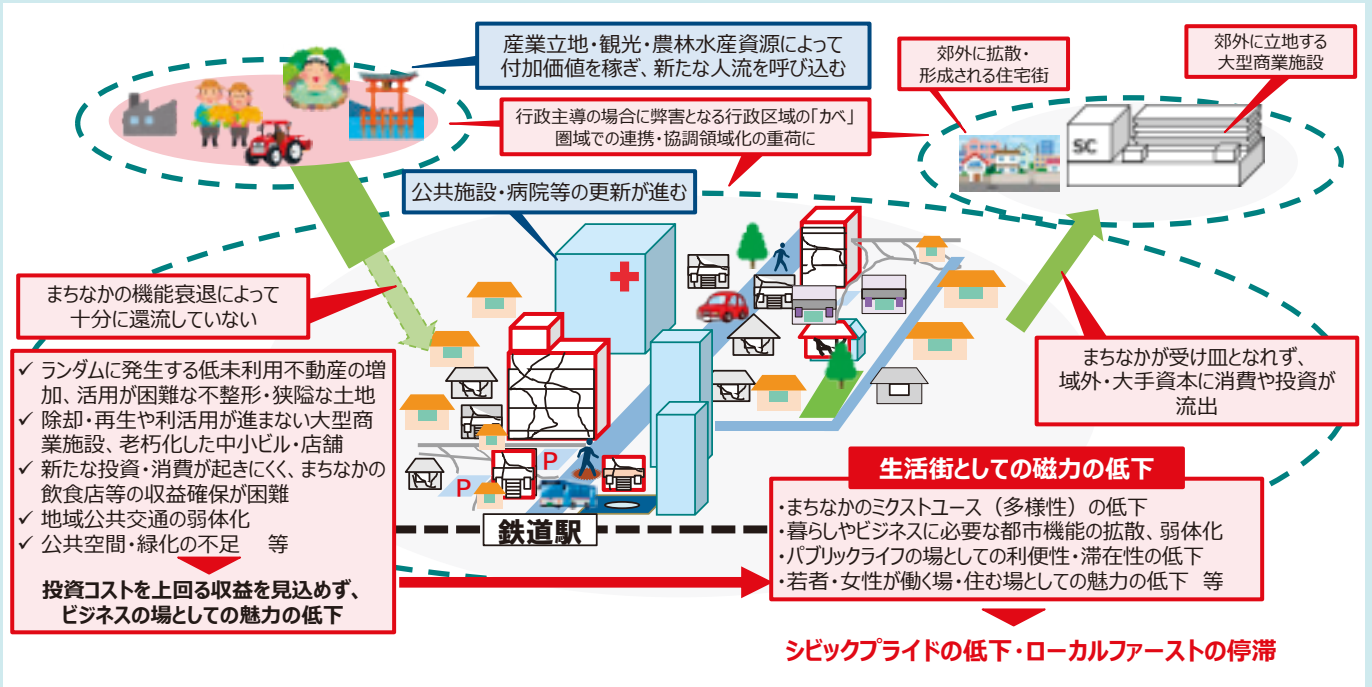 産業立地・観光・農林水産資源によって
付加価値を稼ぎ、新たな人流を呼び込む
郊外に拡散・
形成される住宅街
郊外に立地する
大型商業施設
行政主導の場合に弊害となる行政区域の「カベ」
圏域での連携・協調領域化の重荷に
SC
公共施設・病院等の更新が進む
まちなかの機能衰退によって
十分に還流していない
まちなかが受け皿となれず、
域外・大手資本に消費や投資が
流出
✓ ランダムに発生する低未利用不動産の増
加、活用が困難な不整形・狭隘な土地
✓ 除却・再生や利活用が進まない大型商
業施設、老朽化した中小ビル・店舗
✓ 新たな投資・消費が起きにくく、まちなかの
飲食店等の収益確保が困難
✓ 地域公共交通の弱体化
✓ 公共空間・緑化の不足 等
投資コストを上回る収益を見込めず、
ビジネスの場としての魅力の低下
P
P
鉄道駅
生活街としての磁力の低下
・まちなかのミクストユース（多様性）の低下
・暮らしやビジネスに必要な都市機能の拡散、弱体化
・パブリックライフの場としての利便性・滞在性の低下
・若者・女性が働く場・住む場としての魅力の低下 等
シビックプライドの低下・ローカルファーストの停滞